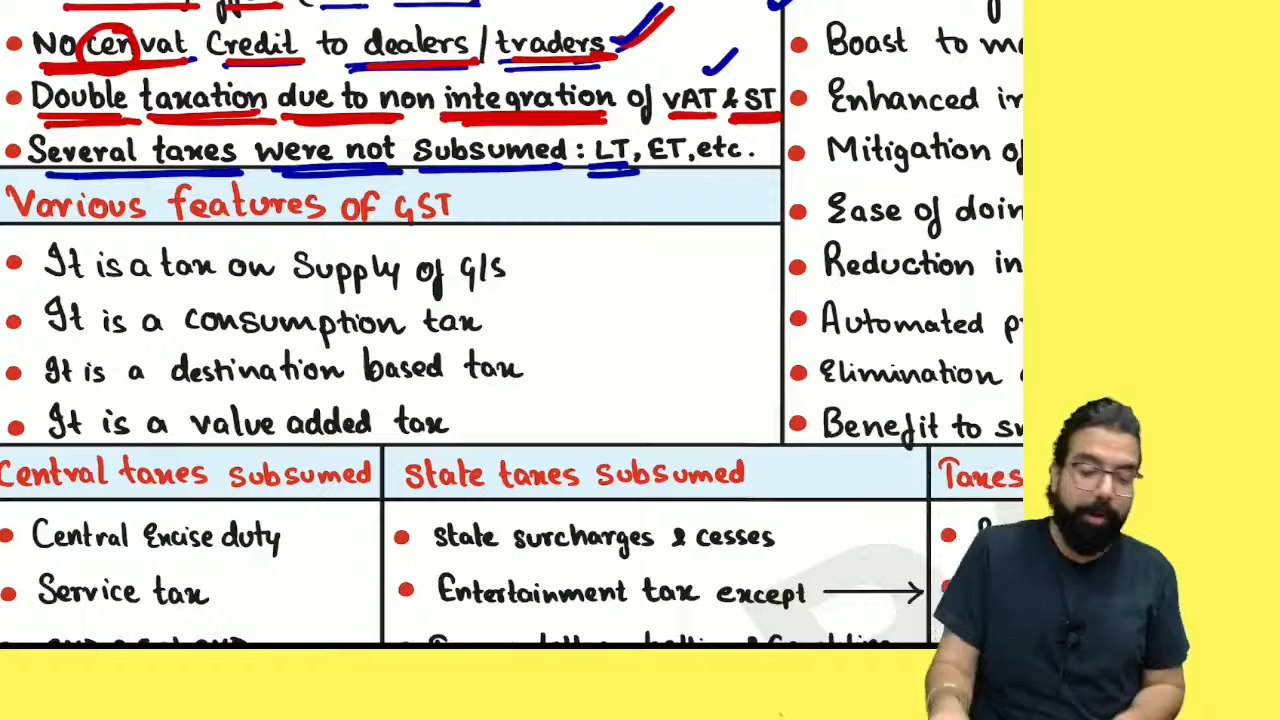 No cenvat Credit to dealers/traders
Double taxation due to non integration of VAT & ST
Several taxes were not subsumed: LT, ET, etc.
Various features of GST
It is a tax on Supply of G/S
It is a consumption tax
It is a destination based tax
It is a value added tax
Boast to
Enhanced
Mitigation
Ease of
Reduction in
Automated
Elimination
Benefit to
Central taxes subsumed
Central Excise duty
Service tax
State taxes subsumed
State surcharges & cesses
Entertainment tax except
Taxes